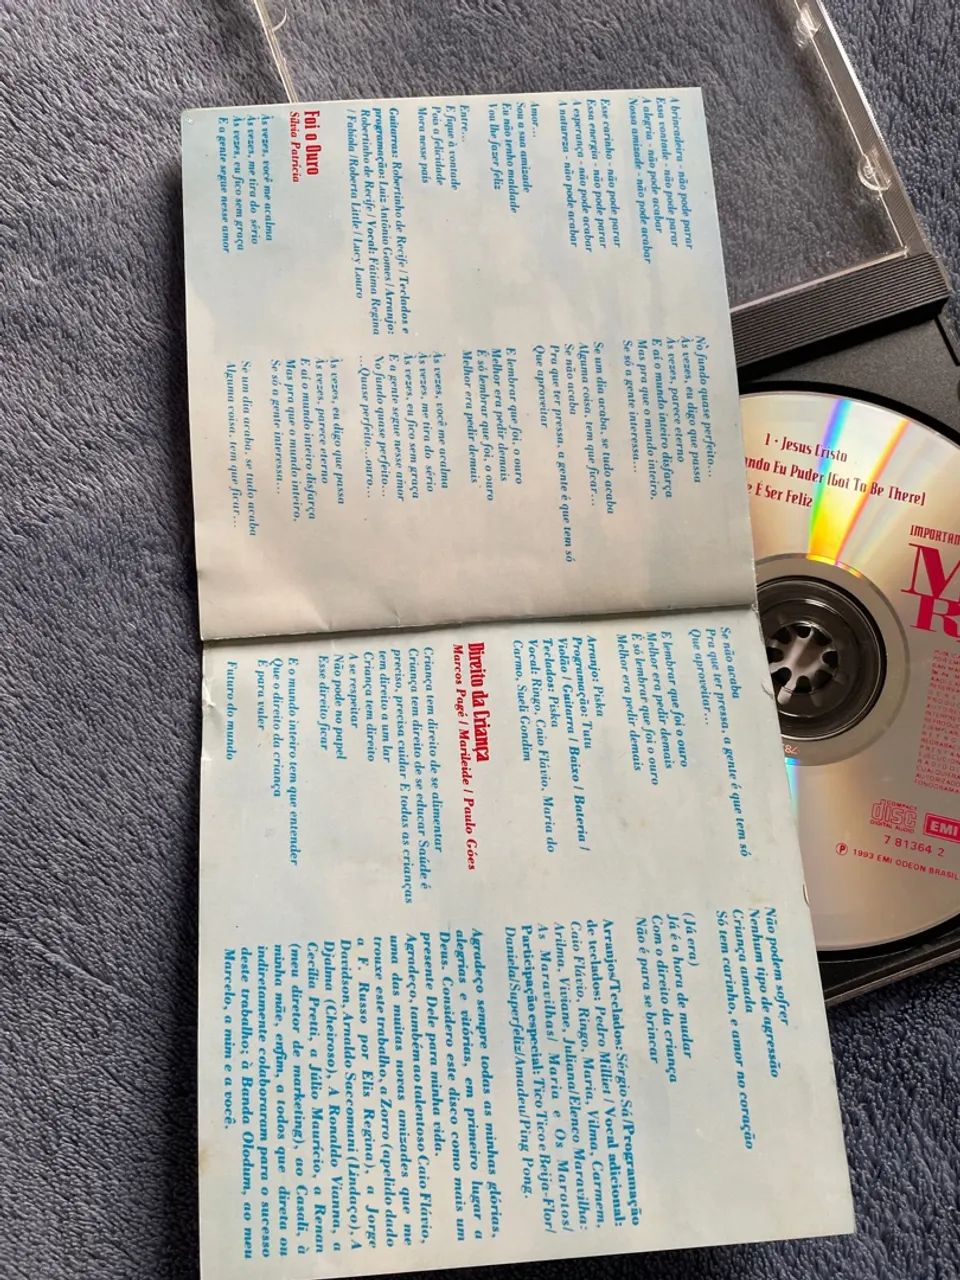 A brincadeira - não pode parar
Essa vontade - não pode parar
A alegria - não pode acabar
Nossa amizade - não pode acabar
Esse carinho - não pode parar
Essa energia - não pode parar
A esperança - não pode acabar
A natureza - não pode acabar
Amor...
Sou a sua amizade
Eu não tenho maldade
Vou lhe fazer feliz
Entre...
E fique à vontade
Pois a felicidade
Mora nesse país
Guitarras: Robertinho de Recife / Teclados e
programação: Luiz Antônio Gomes / Arranjo:
Robertinho de Recife / Vocal: Fátima Regina
/ Fabíola / Roberta Little / Lucy Louro
Foi o Ouro
Sílvia Patrícia
Às vezes, você me acalma
Às vezes, me tira do sério
Às vezes, eu fico sem graça
E a gente segue nesse amor
No fundo quase perfeito...
Às vezes, eu digo que passa
Às vezes, parece eterno
E aí o mundo inteiro disfarça
Mas pra que o mundo inteiro,
Se só a gente interessa...
Se um dia acaba, se tudo acaba
Alguma coisa, tem que ficar...
Se não acaba
Pra que ter pressa, a gente é que tem só
Que aproveitar
E lembrar que foi, o ouro
Melhor era pedir demais
É só lembrar que foi, o ouro
Melhor era pedir demais
Às vezes, você me acalma
Às vezes, me tira do sério
Às vezes, eu fico sem graça
E a gente segue nesse amor
No fundo quase perfeito....
...Quase perfeito...ouro....
Às vezes, eu digo que passa
Às vezes, parece eterno
E aí o mundo inteiro disfarça
Mas pra que o mundo inteiro,
Se só a gente interessa...
Se um dia acaba, se tudo acaba
Alguma coisa, tem que ficar...
Se não acaba
Pra que ter pressa, a gente é que tem só
Que aproveitar...
E lembrar que foi o ouro
Melhor era pedir demais
É só lembrar que foi o ouro
Melhor era pedir demais
Arranjo: Piska
Programação: Tutu
Violão / Guitarra / Baixo / Bateria /
Teclados: Piska
Vocal: Ringo, Caio Flávio, Maria do
Carmo, Sueli Gondim
Direito da Criança
Marcos Pagé / Marileide / Paulo Góes
Criança tem direito de se alimentar
Criança tem direito de se educar Saúde é
preciso, precisa cuidar E todas as crianças
tem direito a um lar
Criança tem direito
A se respeitar
Não pode no papel
Esse direito ficar
E o mundo inteiro tem que entender
Que o direito da criança
É para valer
Futuro do mundo
Não podem sofrer
Nenhum tipo de agressão
Criança amada
Só tem carinho, e amor no coração
(Já era)
Já é hora de mudar
Com o direito da criança
Não é para se brincar
Arranjos/Teclados: Sérgio Sá/Programação
de teclados: Pedro Millier / Vocal adicional:
Caio Flávio, Ringo, Maria, Vilma, Carmem,
Arilmo, Viviane, Juliana/Elenco Maravilha:
As Maravilhas/ Maria e Os Marotos/
Participação especial: Tico Tico e Beija-Flor/
Daniela/Superfeliz/Amadeu/Ping Pong,
Agradeço sempre todas as minhas glórias,
alegrias e vitórias, em primeiro lugar a
Deus. Considero este disco como mais um
presente Dele para minha vida.
Agradeço, também ao talentoso Caio Flávio,
uma das muitas novas amizades que me
trouxe este trabalho, a Zorro (apelido dado
a F. Russo por Elis Regina), a Jorge
Davidson, Arnaldo Saccomani (Lindaço), A
Djalma (Cheiroso), A Ronaldo Vianna, a
Cecília Pretti, a Júlio Maurício, a Renan
(meu diretor de marketing), ao Casali, à
minha mãe, enfim, a todos que direta ou
indiretamente colaboraram para o sucesso
deste trabalho; à Banda Olodum, ao meu
Marcelo, a mim e a você.
1 - Jesus Cristo
Eu Puder (Got To Be There)
É Ser Feliz
COMPACT
disc
DIGITAL AUDIO
EMI
7 81364 2
Ⓟ 1993 EMI ODEON BRASIL